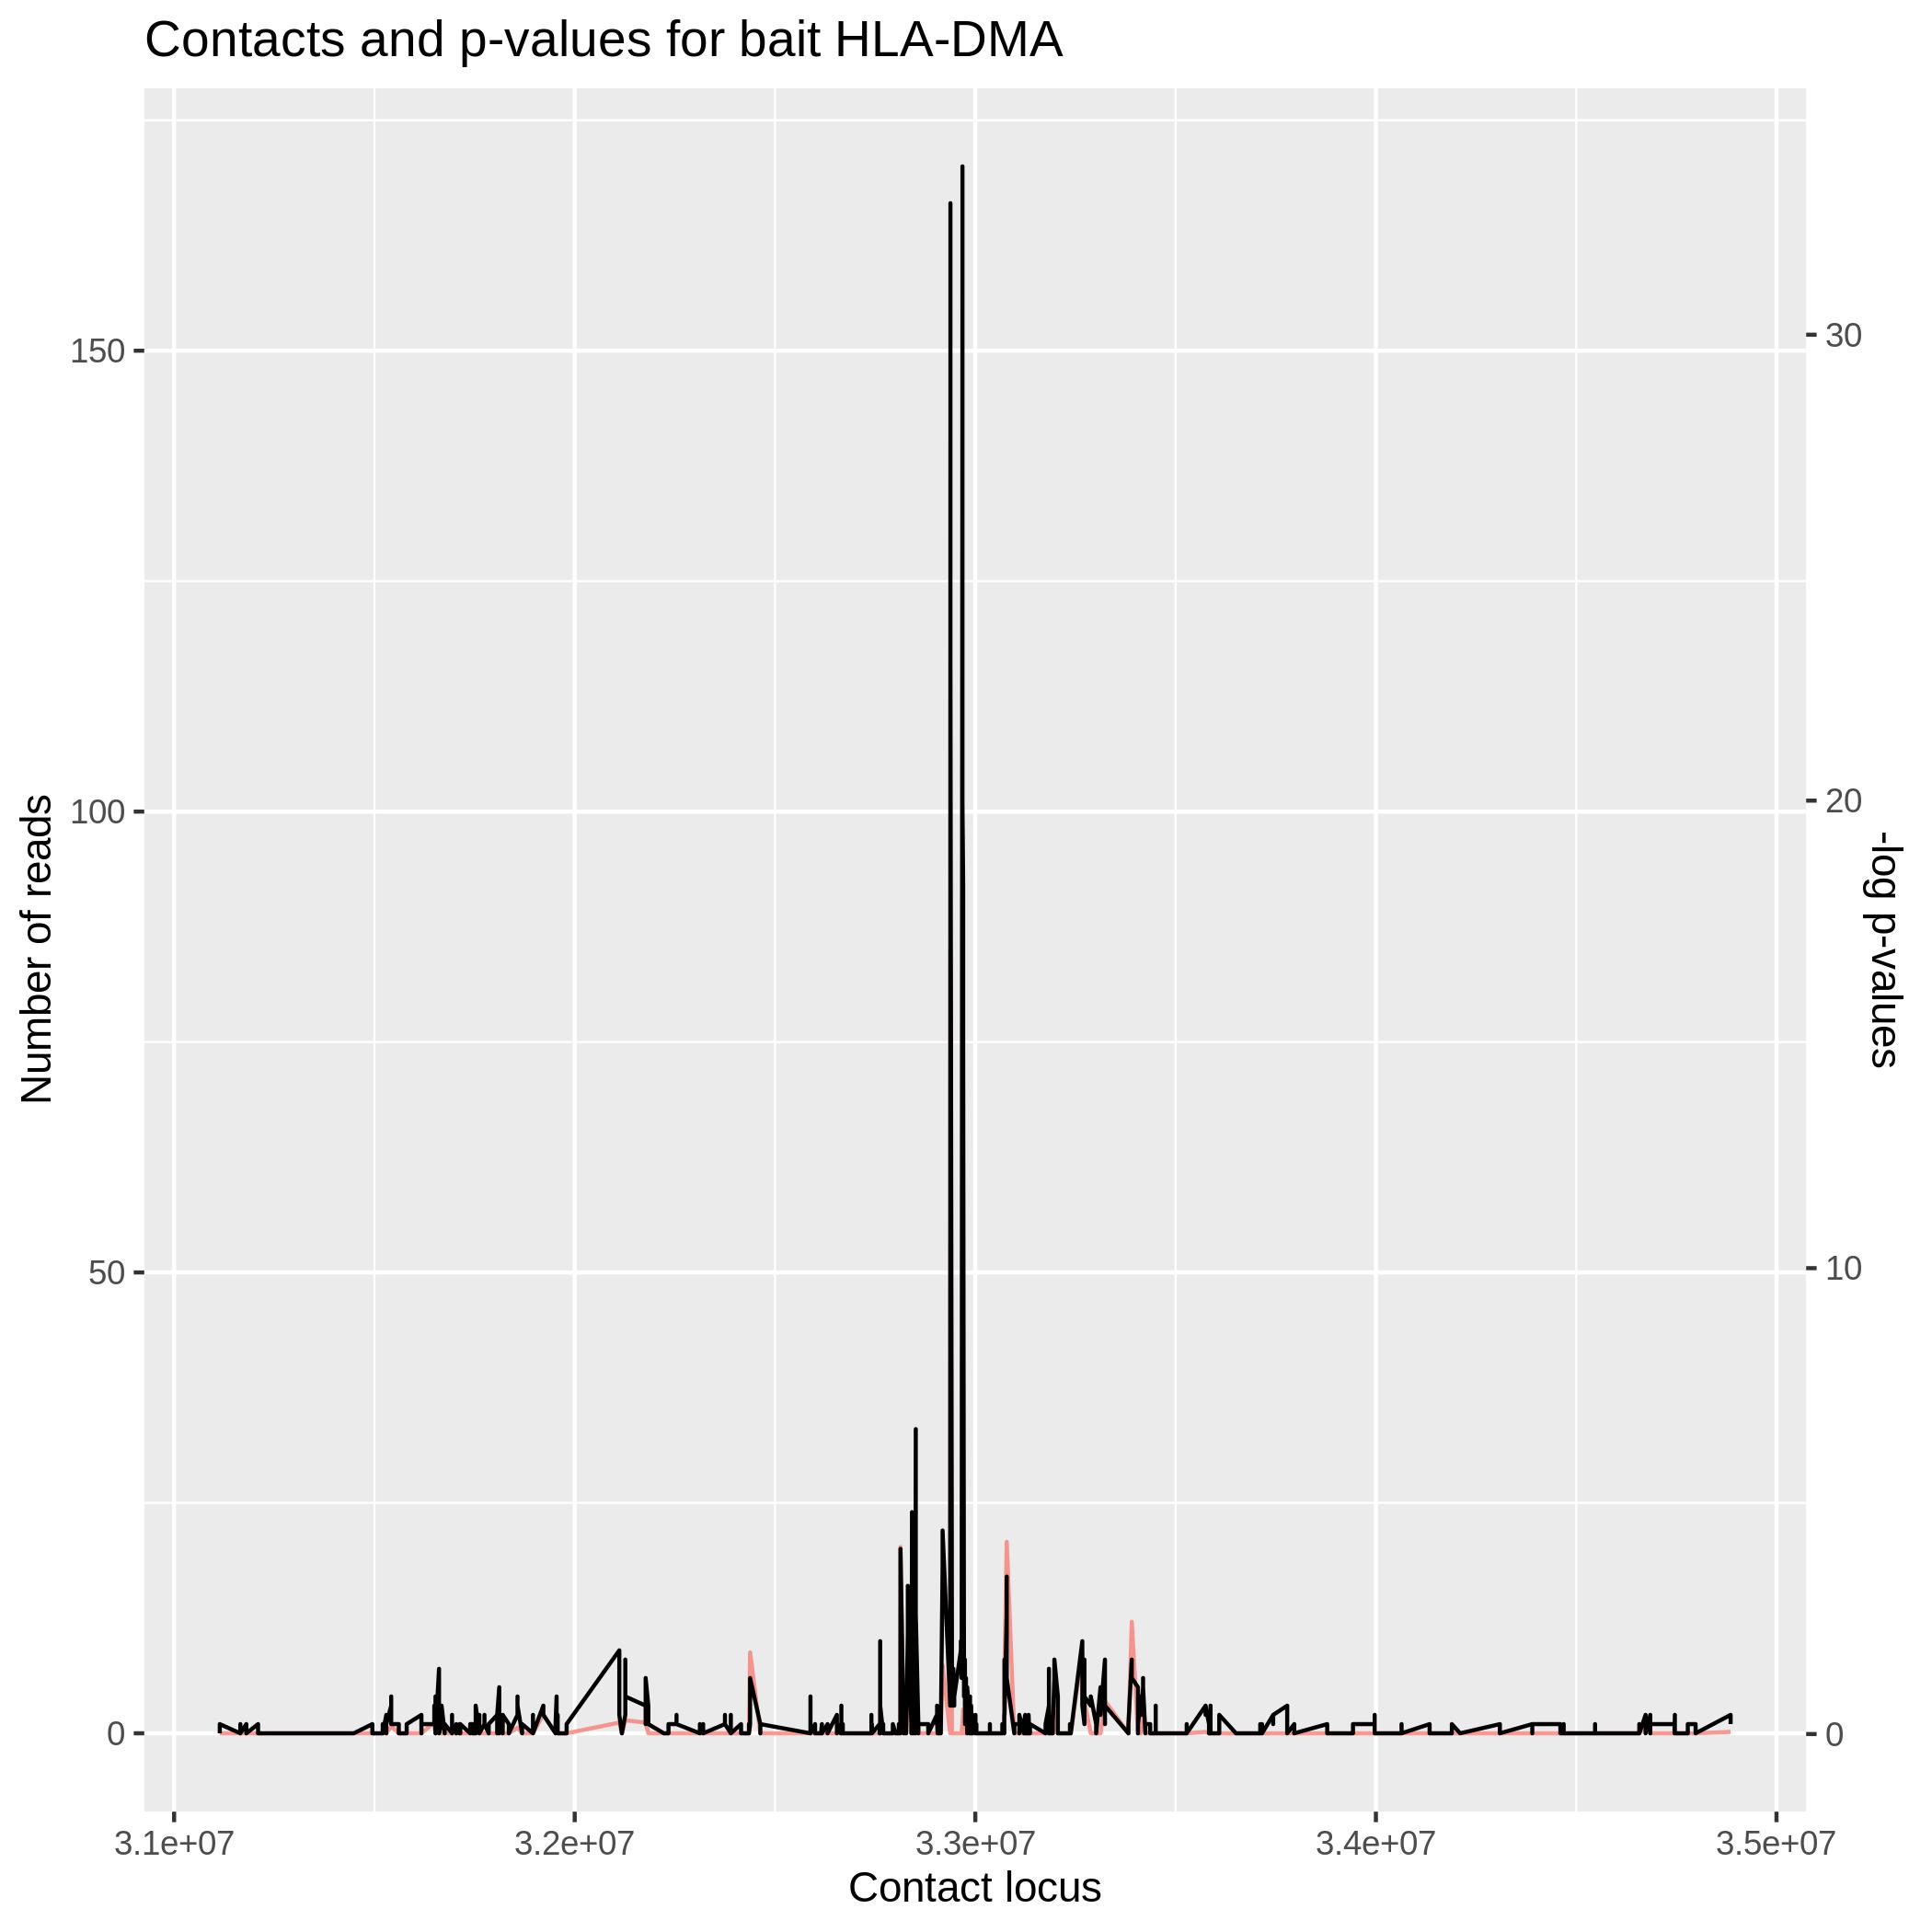 Contacts and p-values for bait HLA-DMA
Number of reads
150
100
50
0
30
20
10
0
-log p-values
3.1e+07
3.2e+07
3.3e+07
3.4e+07
3.5e+07
Contact locus